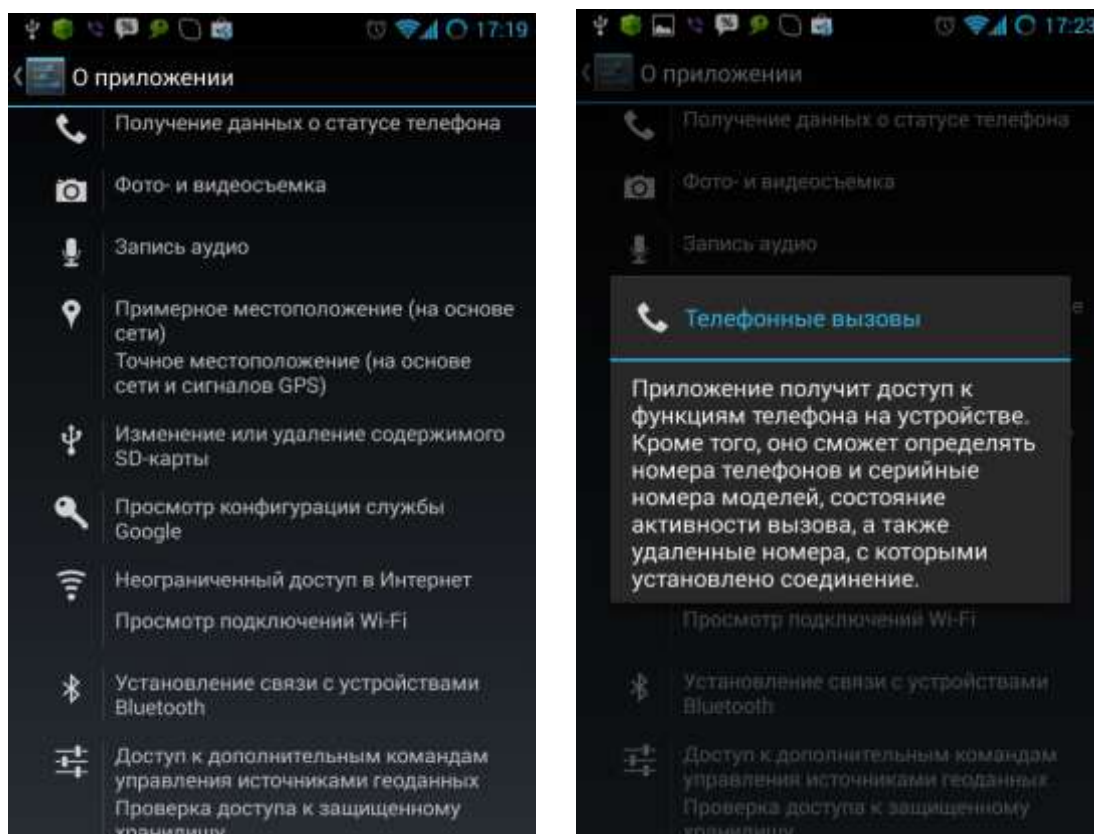 17:19
О приложении
Получение данных о статусе телефона
Фото- и видеосъемка
Запись аудио
Примерное местоположение (на основе
сети)
Точное местоположение (на основе
сети и сигналов GPS)
Изменение или удаление содержимого
SD-карты
Просмотр конфигурации службы
Google
Неограниченный доступ в Интернет
Просмотр подключений Wi-Fi
Установление связи с устройствами
Bluetooth
Доступ к дополнительным командам
управления источниками геоданных
Проверка доступа к защищенному
хранилищу
17:23
О приложении
Получение данных о статусе телефона
Фото- и видеосъемка
Запись аудио
Телефонные вызовы
Приложение получит доступ к
функциям телефона на устройстве.
Кроме того, оно сможет определять
номера телефонов и серийные
номера моделей, состояние
активности вызова, а также
удаленные номера, с которыми
установлено соединение.
Просмотр подключений Wi-Fi
Установление связи с устройствами
Bluetooth
Доступ к дополнительным командам
управления источниками геоданных
Проверка доступа к защищенному